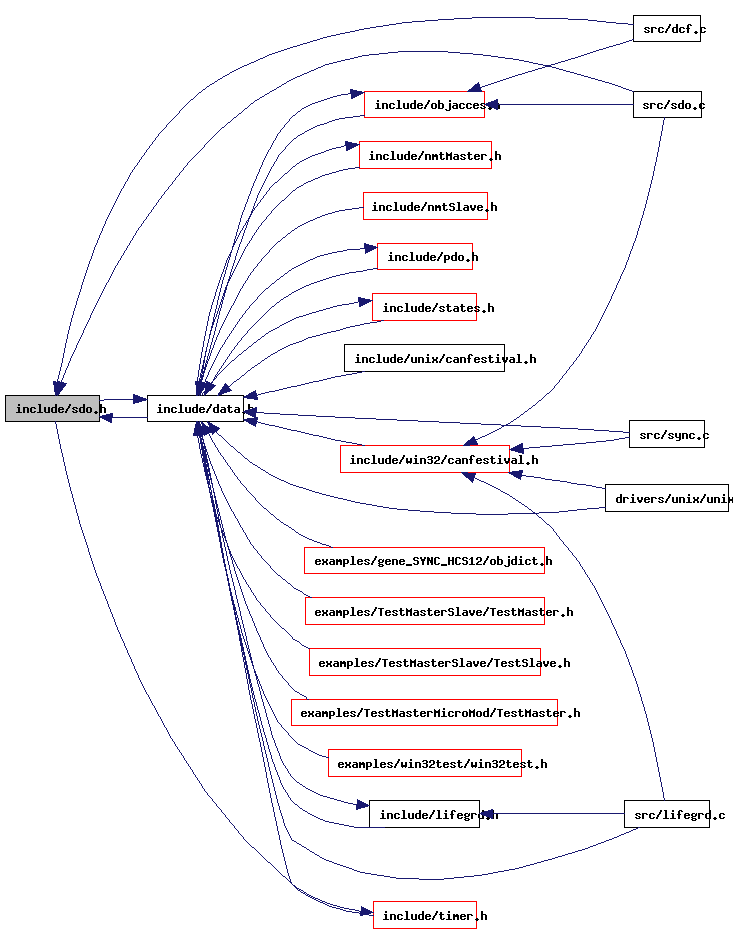 src/dcf.c
include/objacces
src/sdo.c
include/nmtMaster.h
include/nmtSlave.h
include/pdo.h
include/states.h
include/unix/canfestival.h
include/sdo.h
include/data.h
src/sync.c
include/win32/canfestival.h
drivers/unix/unix
examples/gene_SYNC_HCS12/objdict.h
examples/TestMasterSlave/TestMaster.h
examples/TestMasterSlave/TestSlave.h
examples/TestMasterMicroMod/TestMaster.h
examples/win32test/win32test.h
include/lifegrd.h
src/lifegrd.c
include/timer.h